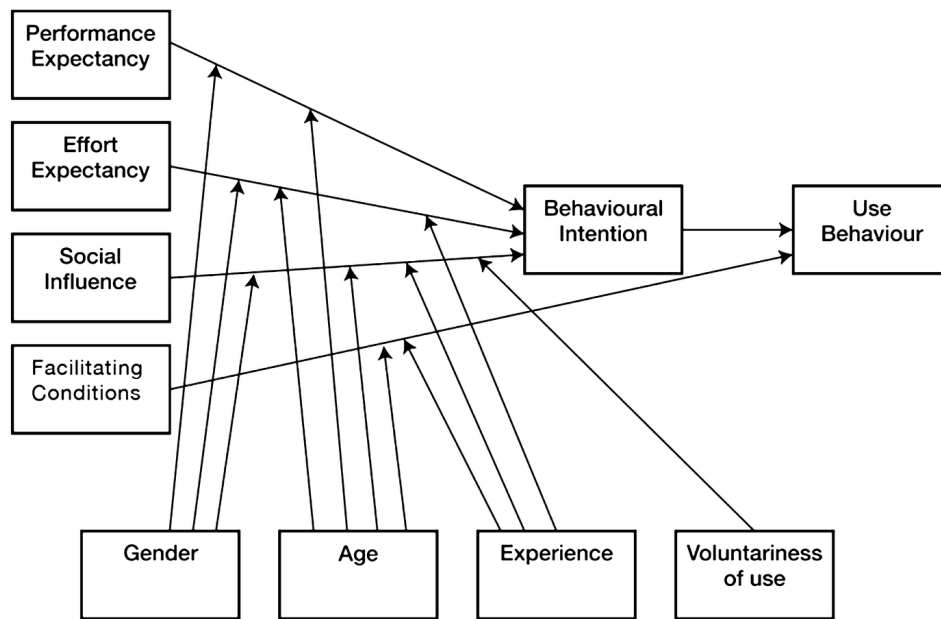 Performance
Expectancy
Effort
Expectancy
Social
Influence
Facilitating
Conditions
Behavioural
Intention
Use
Behaviour
Gender
Age
Experience
Voluntariness
of use